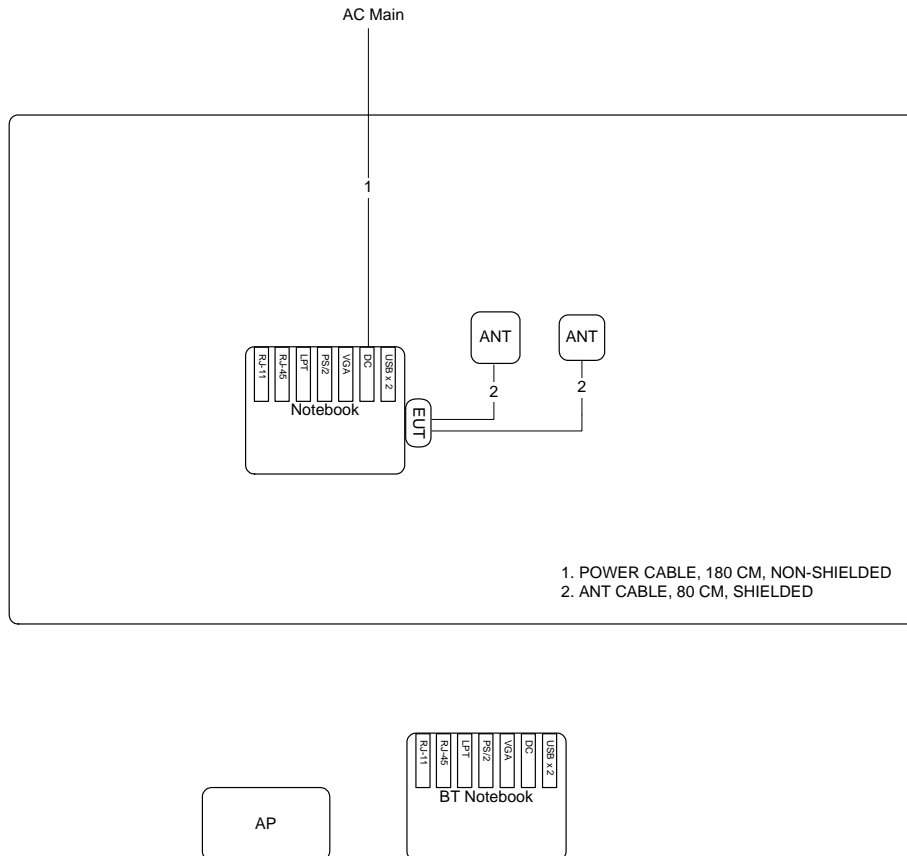 AC Main
1
ANT
ANT
2
2
RJ-11
RJ-45
LPT
PS/2
VGA
DC
USB x 2
Notebook
EUT
1. POWER CABLE, 180 CM, NON-SHIELDED
2. ANT CABLE, 80 CM, SHIELDED
RJ-11
RJ-45
LPT
PS/2
VGA
DC
USB x 2
BT Notebook
AP